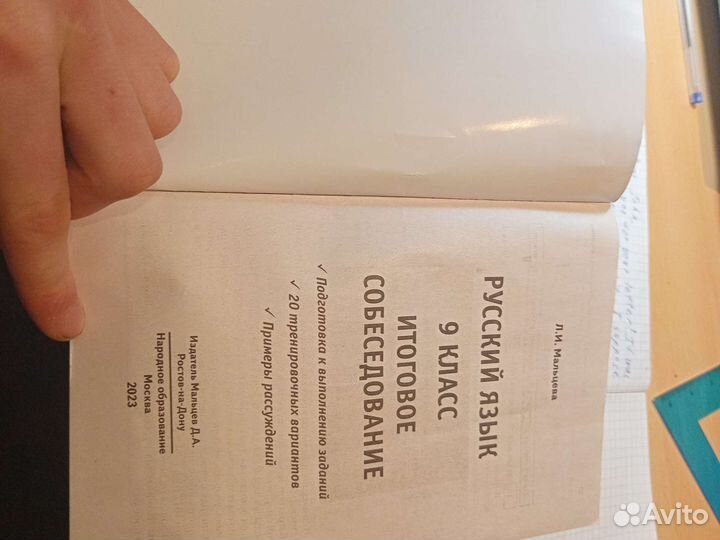 Л.И. Мальцева
РУССКИЙ ЯЗЫК
9 КЛАСС
ИТОГОВОЕ
СОБЕСЕДОВАНИЕ
✓ Подготовка к выполнению заданий
✓ 20 тренировочных вариантов
✓ Примеры рассуждений
Издатель Мальцев Д.А.
Ростов-на-Дону
Народное образование
Москва
2023
Avito